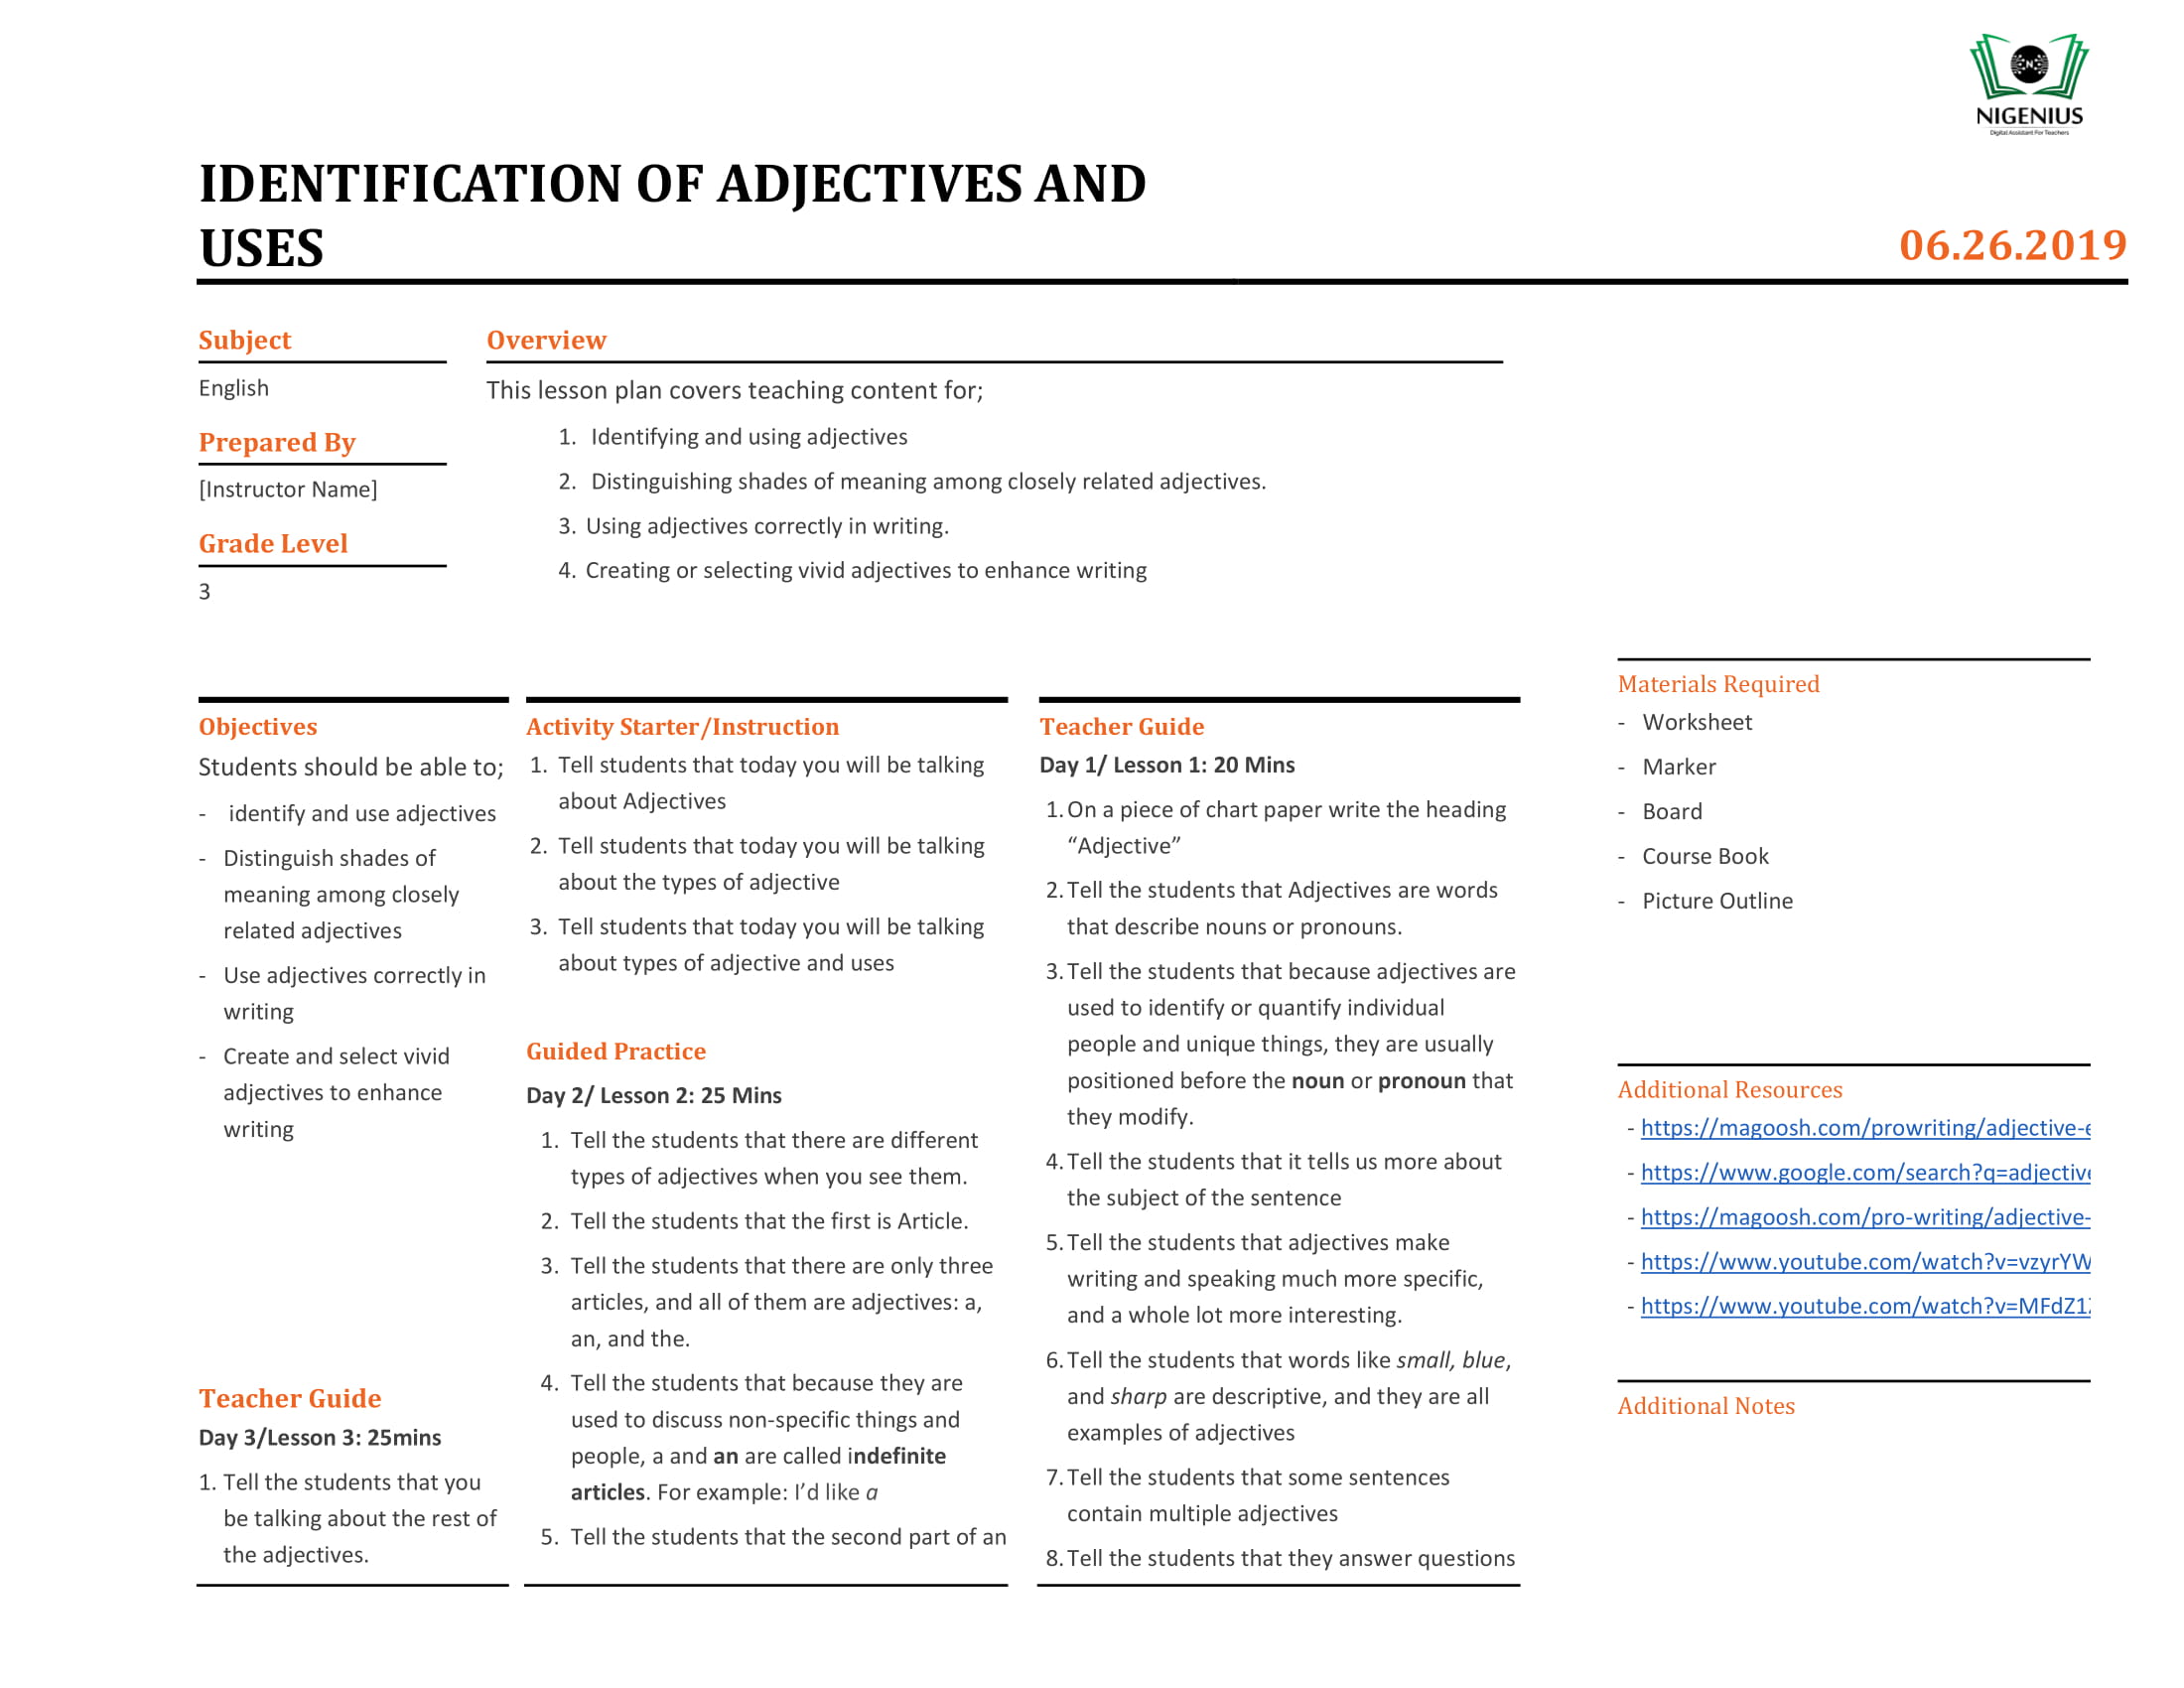 NIGENIUS
Digital Assistant For Teachers
IDENTIFICATION OF ADJECTIVES AND
USES
06.26.2019
Subject
English
Prepared By
[Instructor Name]
Grade Level
3
Overview
This lesson plan covers teaching content for;
1. Identifying and using adjectives
2. Distinguishing shades of meaning among closely related adjectives.
3. Using adjectives correctly in writing.
4. Creating or selecting vivid adjectives to enhance writing
Objectives
Students should be able to;
- identify and use adjectives
- Distinguish shades of
meaning among closely
related adjectives
- Use adjectives correctly in
writing
- Create and select vivid
adjectives to enhance
writing
Teacher Guide
Day 3/Lesson 3: 25mins
1. Tell the students that you
be talking about the rest of
the adjectives.
Activity Starter/Instruction
1. Tell students that today you will be talking
about Adjectives
2. Tell students that today you will be talking
about the types of adjective
3. Tell students that today you will be talking
about types of adjective and uses
Guided Practice
Day 2/ Lesson 2: 25 Mins
1. Tell the students that there are different
types of adjectives when you see them.
2. Tell the students that the first is Article.
3. Tell the students that there are only three
articles, and all of them are adjectives: a,
an, and the.
4. Tell the students that because they are
used to discuss non-specific things and
people, a and an are called indefinite
articles. For example: I’d like a
5. Tell the students that the second part of an
Teacher Guide
Day 1/ Lesson 1: 20 Mins
1. On a piece of chart paper write the heading
“Adjective”
2. Tell the students that Adjectives are words
that describe nouns or pronouns.
3. Tell the students that because adjectives are
used to identify or quantify individual
people and unique things, they are usually
positioned before the noun or pronoun that
they modify.
4. Tell the students that it tells us more about
the subject of the sentence
5. Tell the students that adjectives make
writing and speaking much more specific,
and a whole lot more interesting.
6. Tell the students that words like small, blue,
and sharp are descriptive, and they are all
examples of adjectives
7. Tell the students that some sentences
contain multiple adjectives
8. Tell the students that they answer questions
Materials Required
- Worksheet
- Marker
- Board
- Course Book
- Picture Outline
Additional Resources
- https://magoosh.com/prowriting/adjective-e
- https://www.google.com/search?q=adjective
- https://magoosh.com/pro-writing/adjective-
- https://www.youtube.com/watch?v=vzyrYW
- https://www.youtube.com/watch?v=MFdZ1
Additional Notes